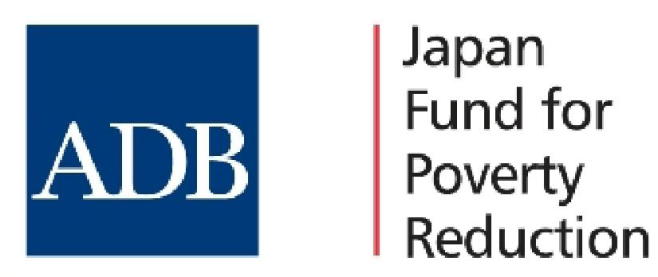 ADB
Japan
Fund for
Poverty
Reduction